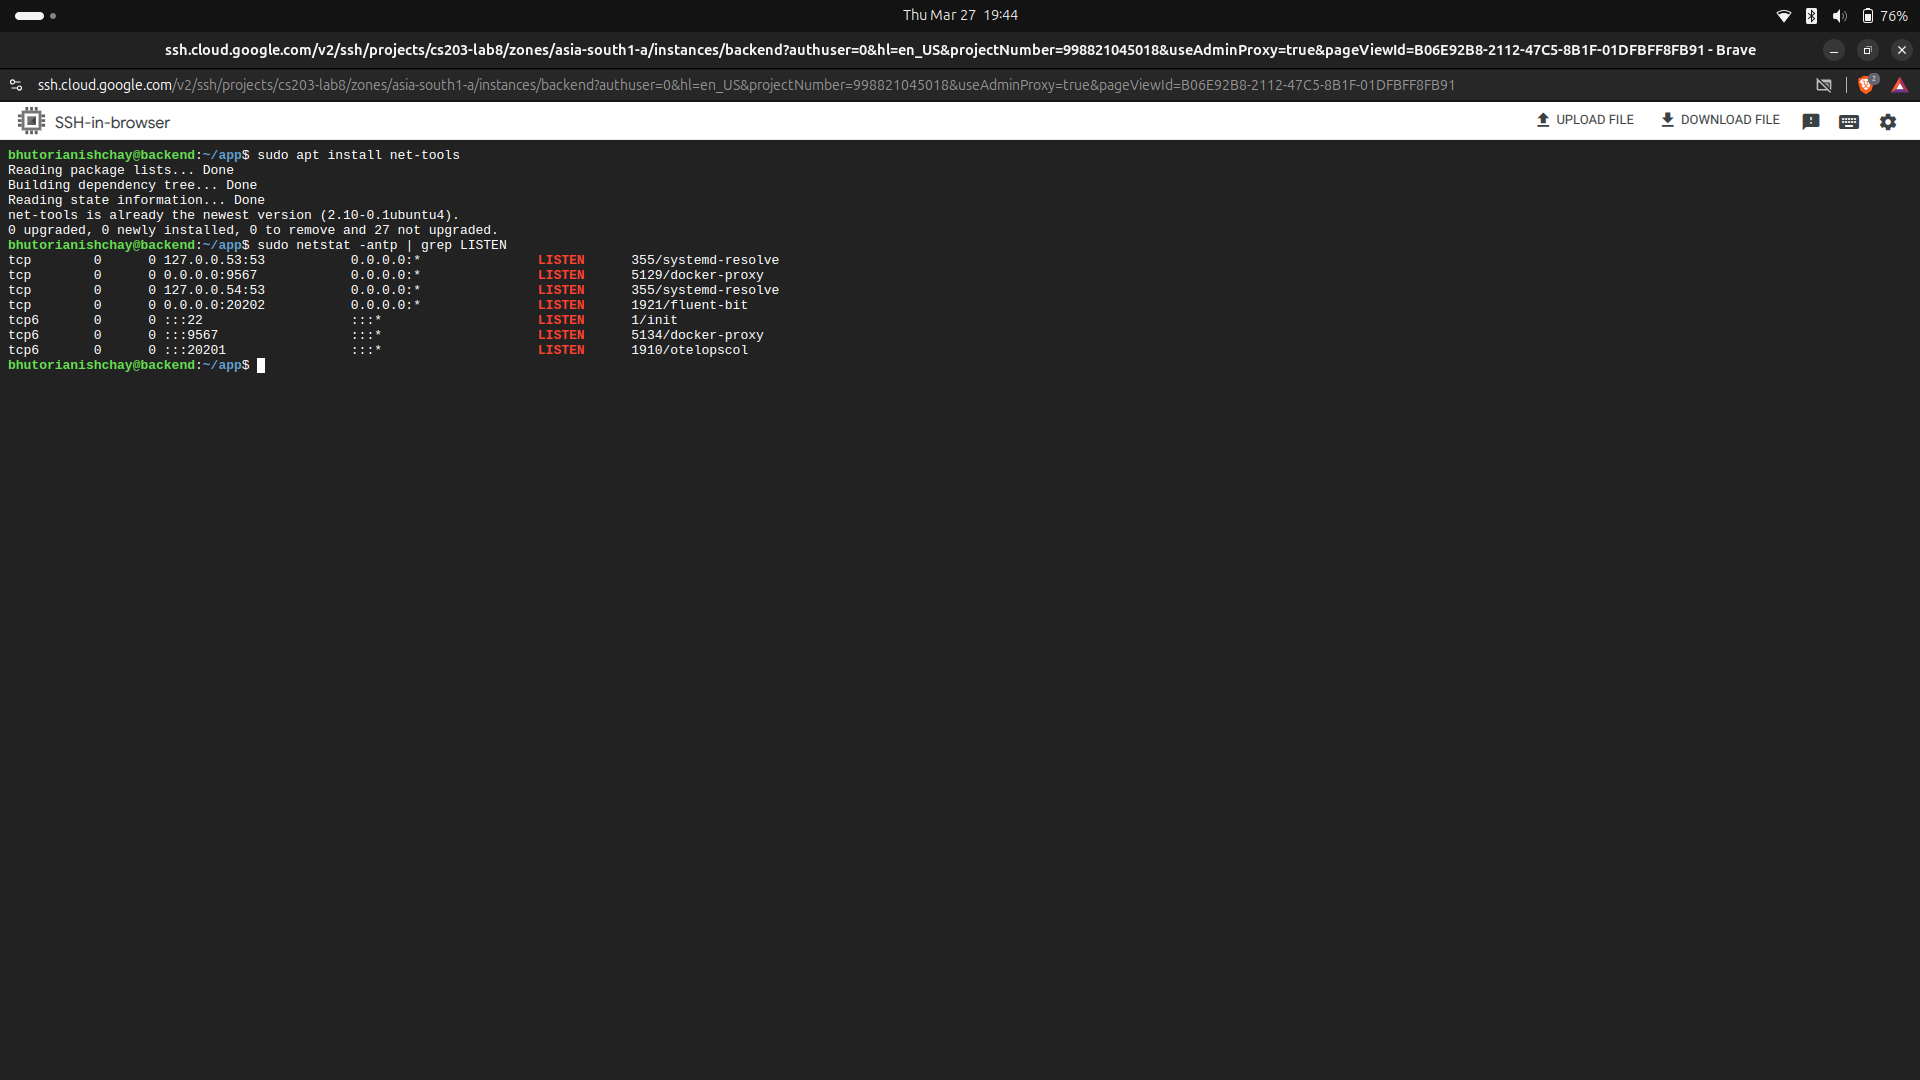 Thu Mar 27 19:44
76%
ssh.cloud.google.com/v2/ssh/projects/cs203-lab8/zones/asia-south1-a/instances/backend?authuser=0&hl=en_US&projectNumber=998821045018&useAdminProxy=true&pageViewId=B06E92B8-2112-47C5-8B1F-01DFBFF8FB91 - Brave
ssh.cloud.google.com/v2/ssh/projects/cs203-lab8/zones/asia-south1-a/instances/backend?authuser=0&hl=en_US&projectNumber=998821045018&useAdminProxy=true&pageViewId=B06E92B8-2112-47C5-8B1F-01DFBFF8FB91
2
SSH-in-browser
UPLOAD FILE
DOWNLOAD FILE
bhutorianishchay@backend:~/app$ sudo apt install net-tools
Reading package lists... Done
Building dependency tree... Done
Reading state information... Done
net-tools is already the newest version (2.10-0.1ubuntu4).
0 upgraded, 0 newly installed, 0 to remove and 27 not upgraded.
bhutorianishchay@backend:~/app$ sudo netstat -antp | grep LISTEN
tcp        0      0 127.0.0.53:53           0.0.0.0:*               LISTEN      355/systemd-resolve
tcp        0      0 0.0.0.0:9567            0.0.0.0:*               LISTEN      5129/docker-proxy
tcp        0      0 127.0.0.54:53           0.0.0.0:*               LISTEN      355/systemd-resolve
tcp        0      0 0.0.0.0:20202           0.0.0.0:*               LISTEN      1921/fluent-bit
tcp6       0      0 :::22                   :::*                    LISTEN      1/init
tcp6       0      0 :::9567                 :::*                    LISTEN      5134/docker-proxy
tcp6       0      0 :::20201                :::*                    LISTEN      1910/otelopscol
bhutorianishchay@backend:~/app$